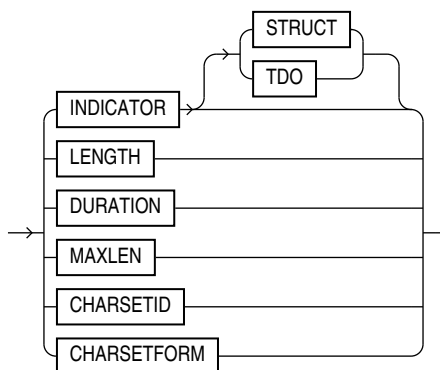 STRUCT
TDO
INDICATOR
LENGTH
DURATION
MAXLEN
CHARSETID
CHARSETFORM